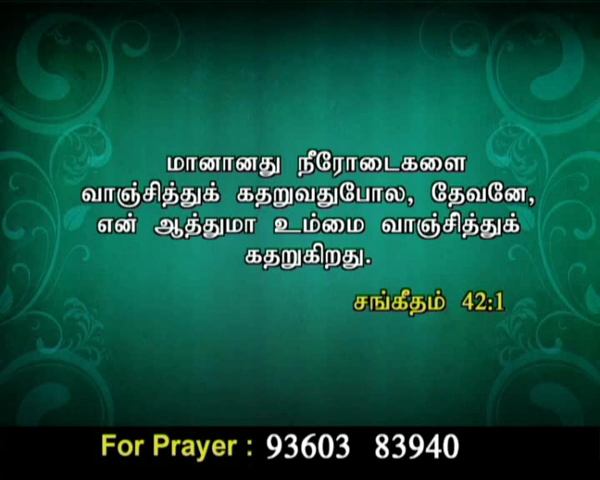 மானானது நீரோடைகளை
வாஞ்சித்துக் கதறுவதுபோல, தேவனே,
என் ஆத்துமா உம்மை வாஞ்சித்துக்
கதறுகிறது.
சங்கீதம் 42:1
For Prayer : 93603 83940